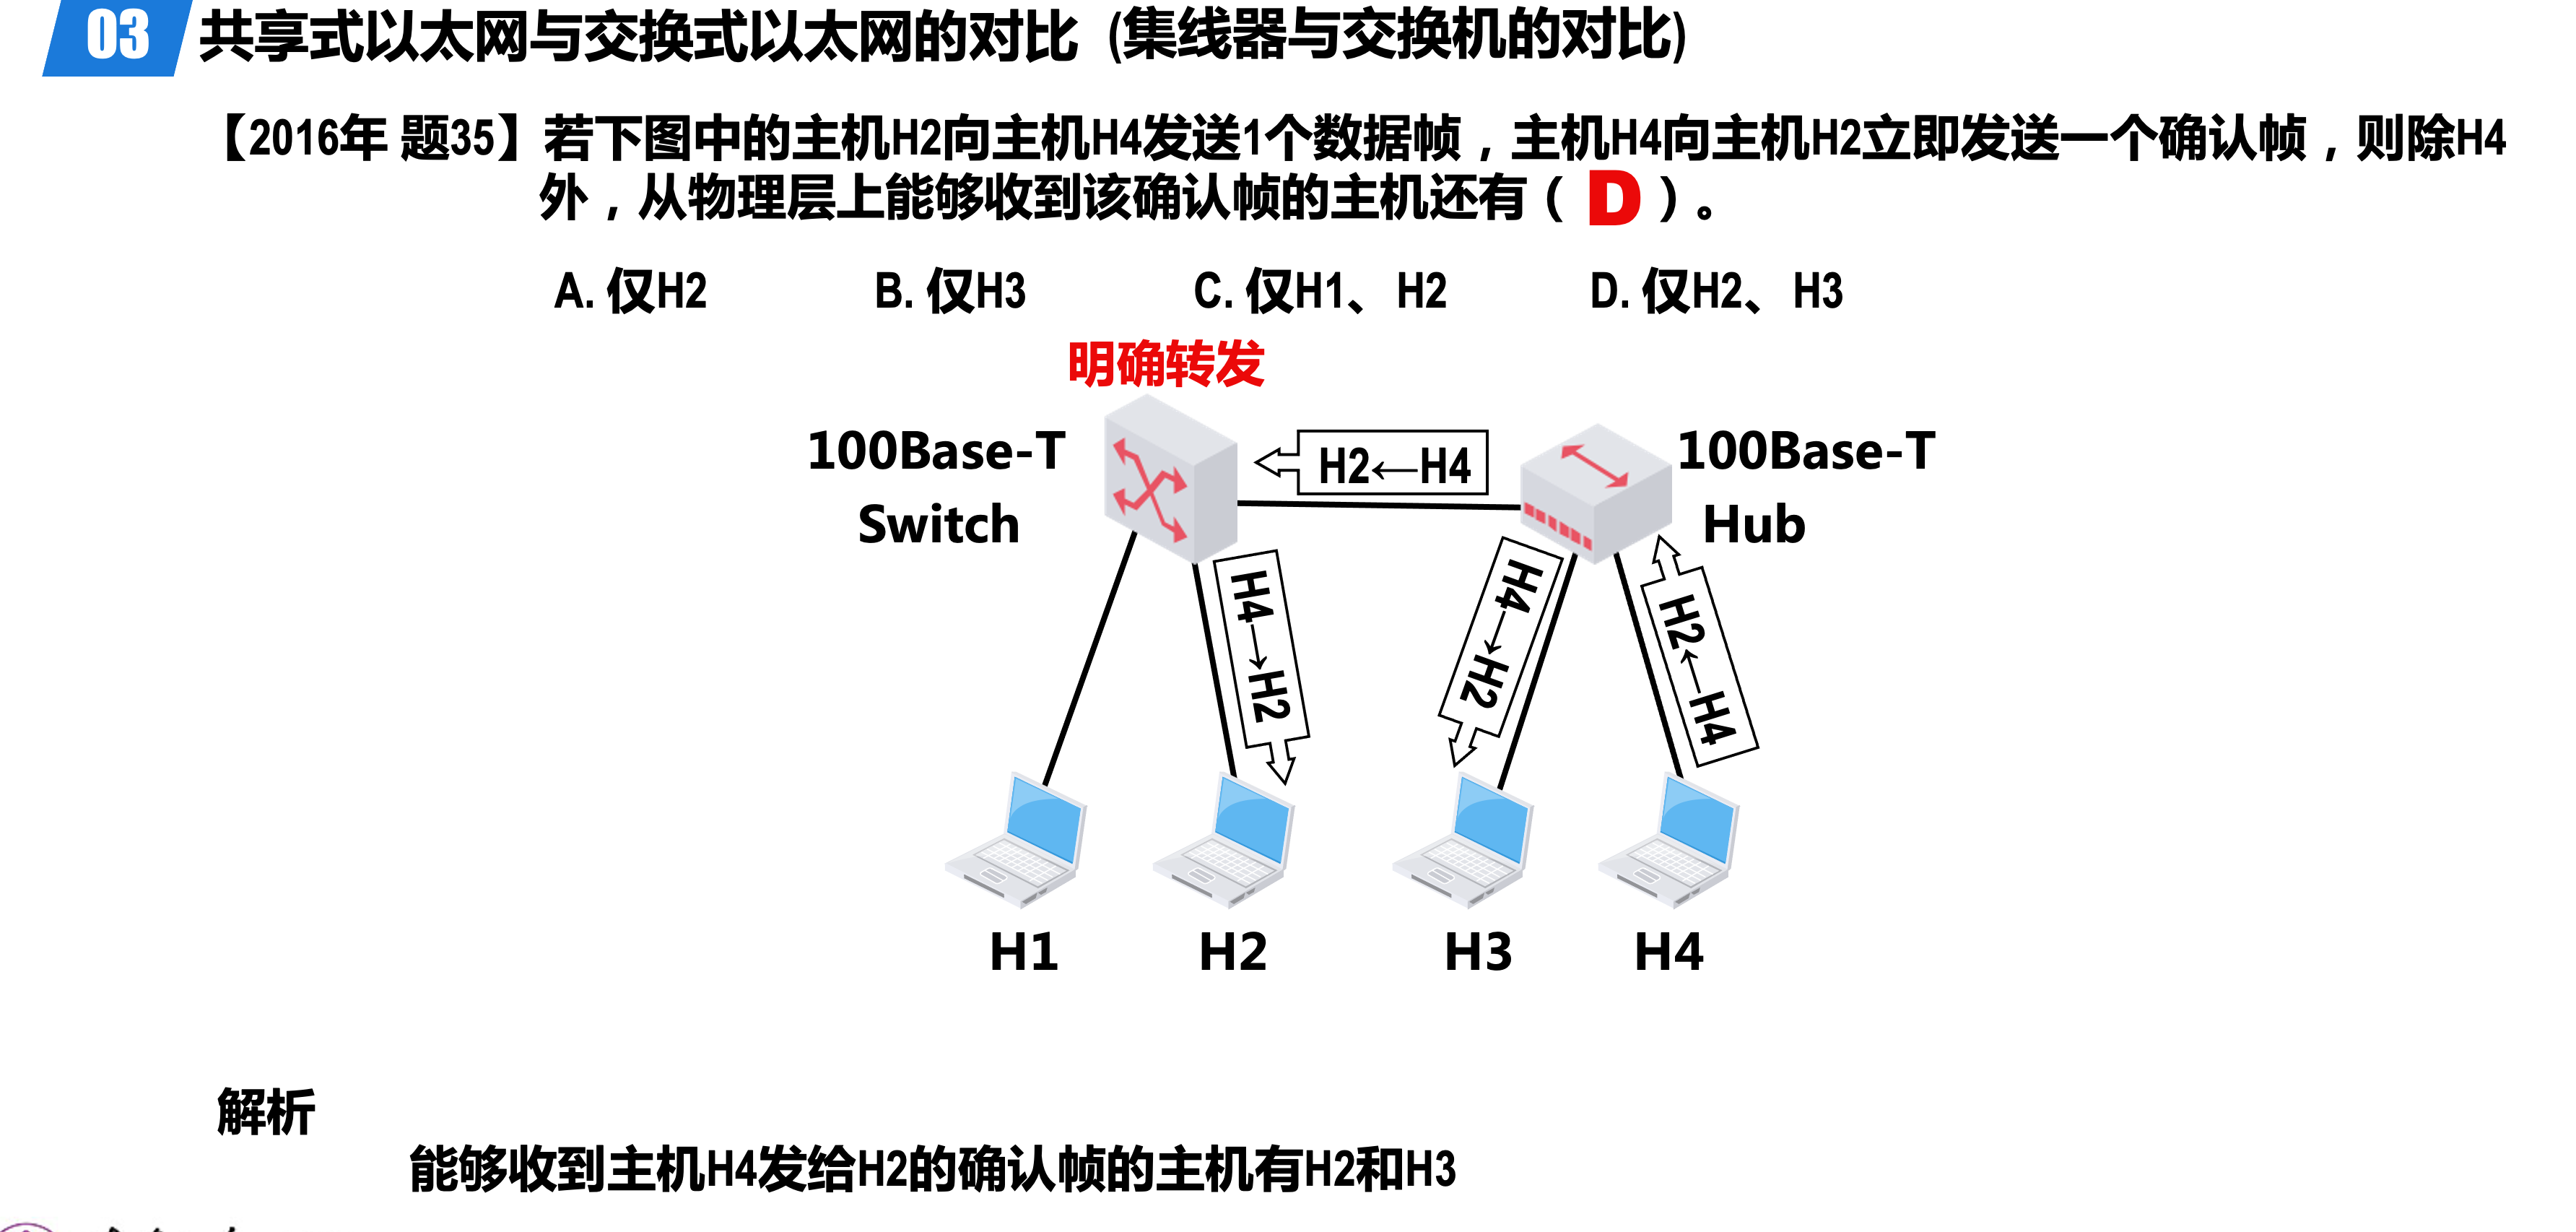 03 共享式以太网与交换式以太网的对比 (集线器与交换机的对比)
【2016年 题35】若下图中的主机H2向主机H4发送1个数据帧，主机H4向主机H2立即发送一个确认帧，则除H4
外，从物理层上能够收到该确认帧的主机还有（ D ）。
A. 仅H2 B. 仅H3 C. 仅H1、H2 D. 仅H2、H3
明确转发
100Base-T
Switch
H2←H4
100Base-T
Hub
H4→H2
H4→H2
H2←H4
H1 H2 H3 H4
解析
能够收到主机H4发给H2的确认帧的主机有H2和H3